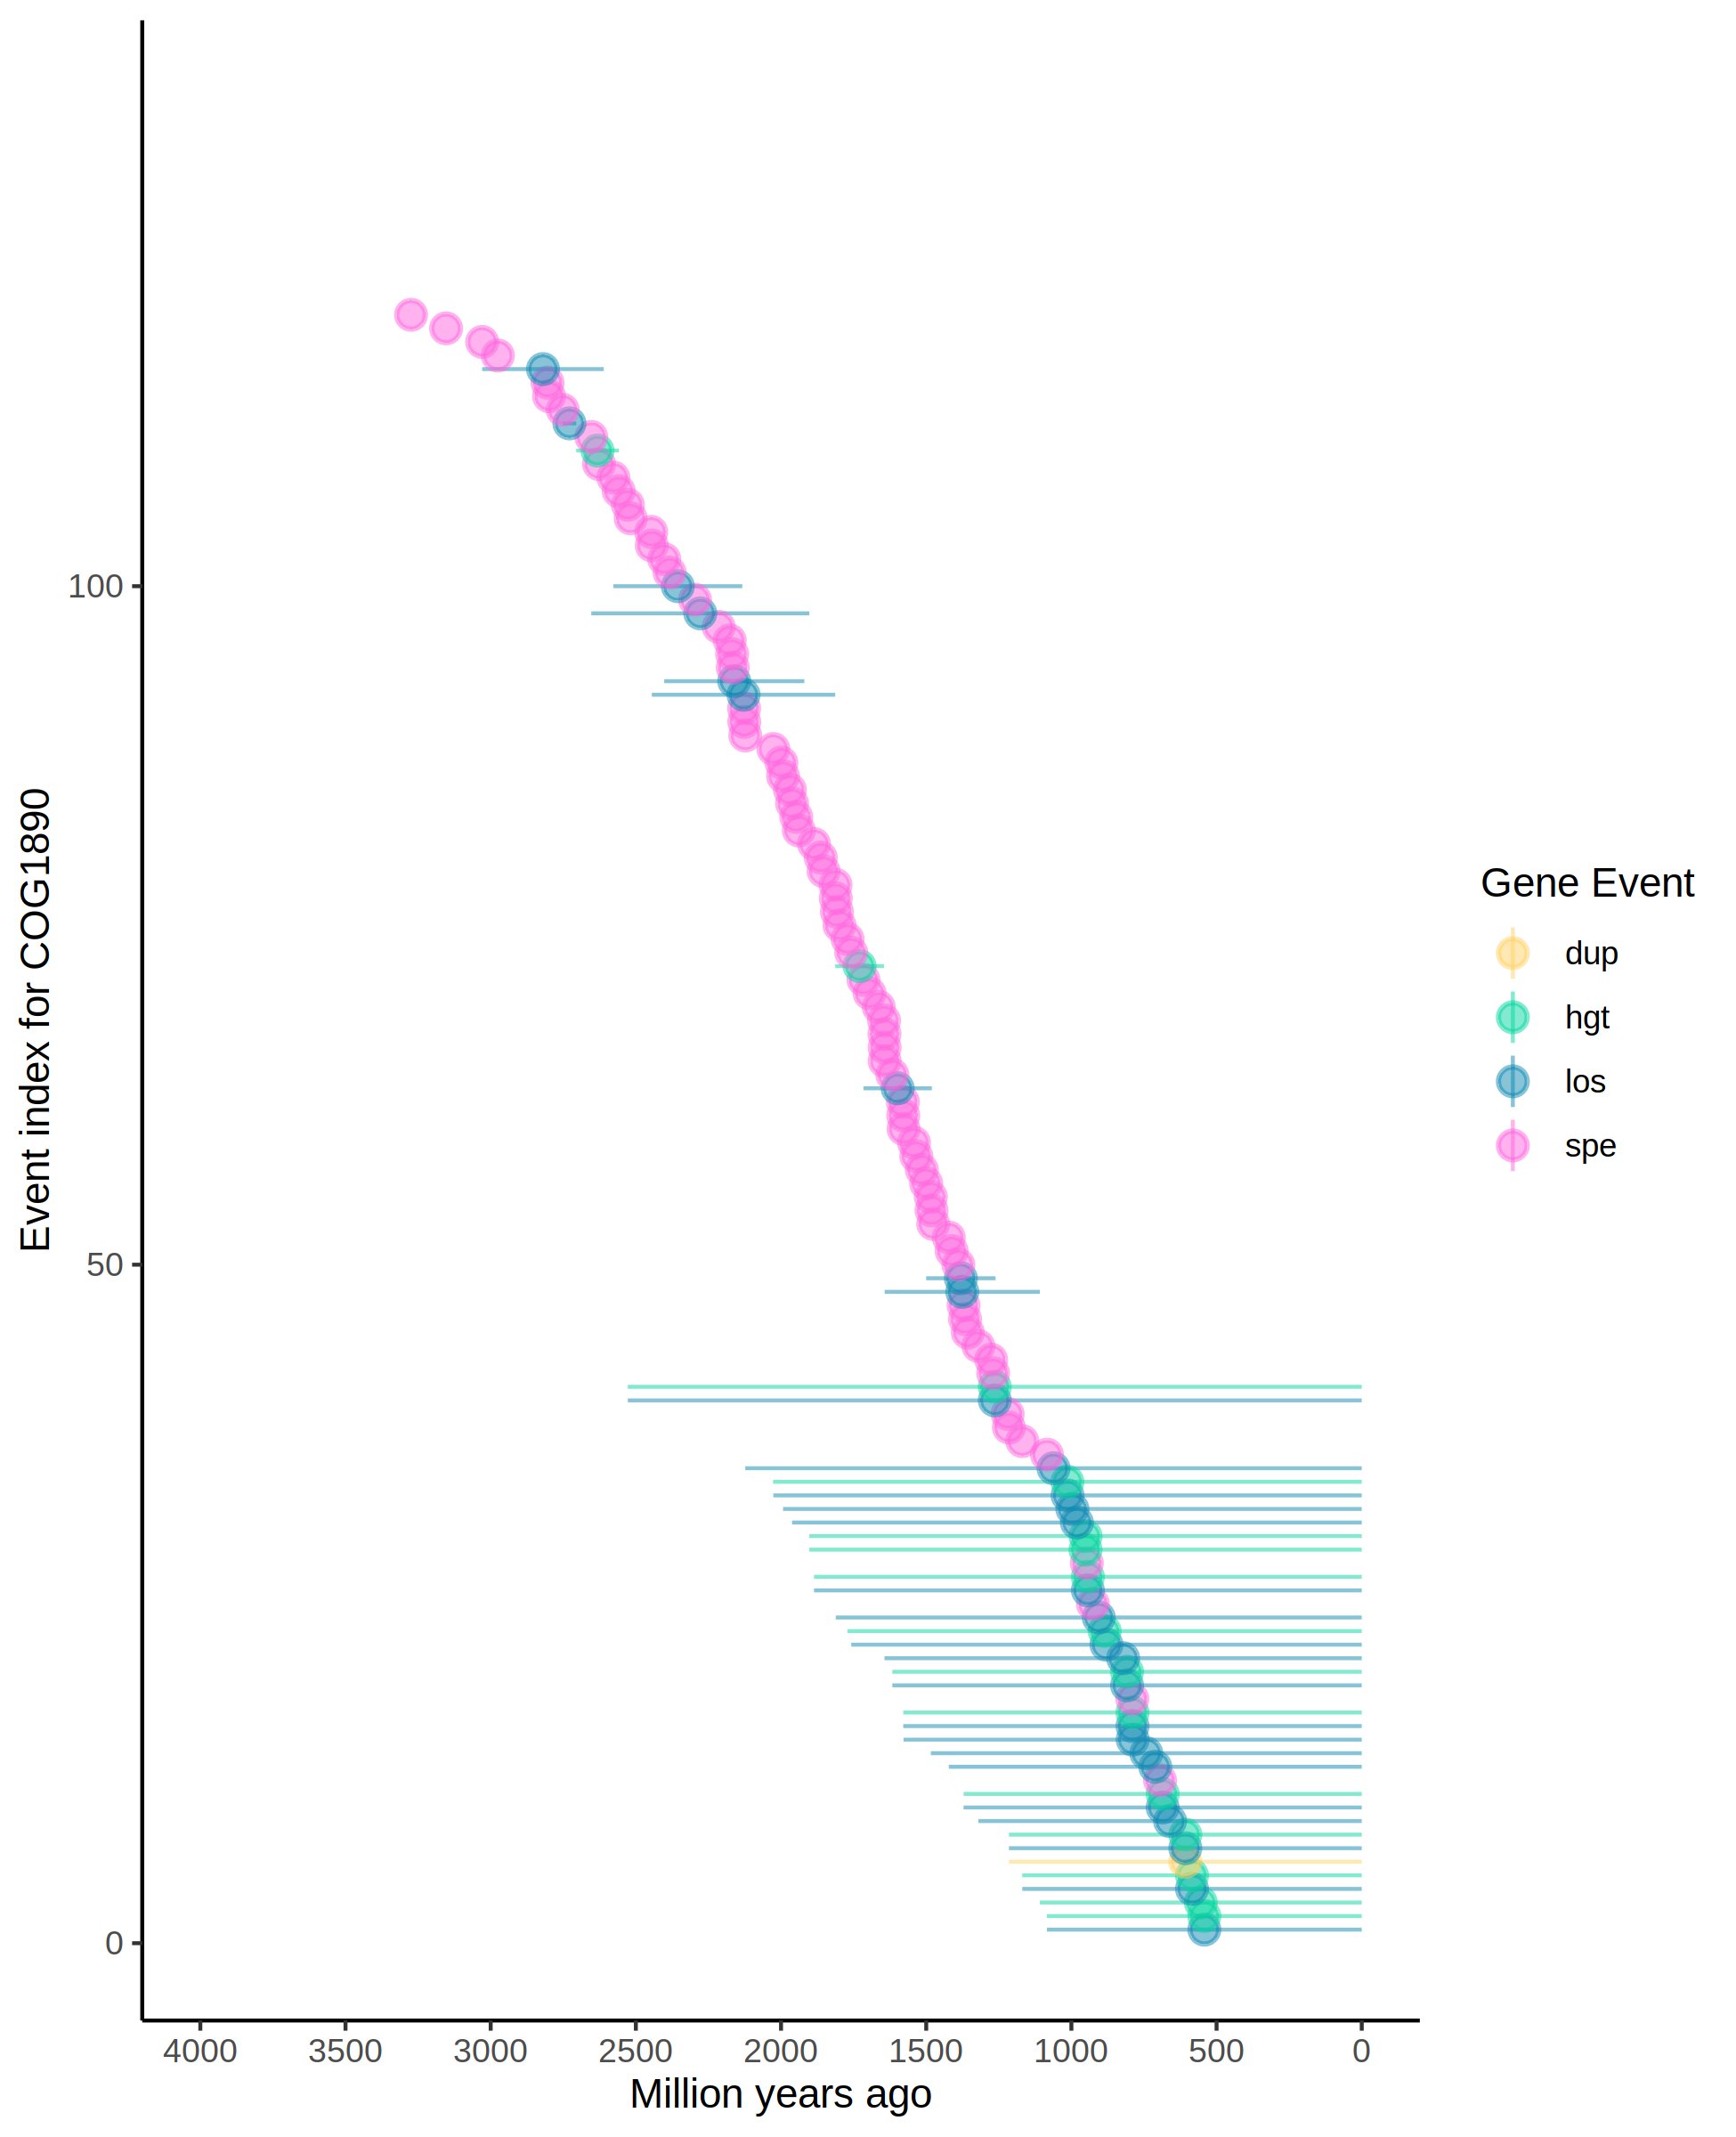 Event index for COG1890
100
50
0
4000 3500 3000 2500 2000 1500 1000 500 0
Million years ago
Gene Event
dup
hgt
los
spe